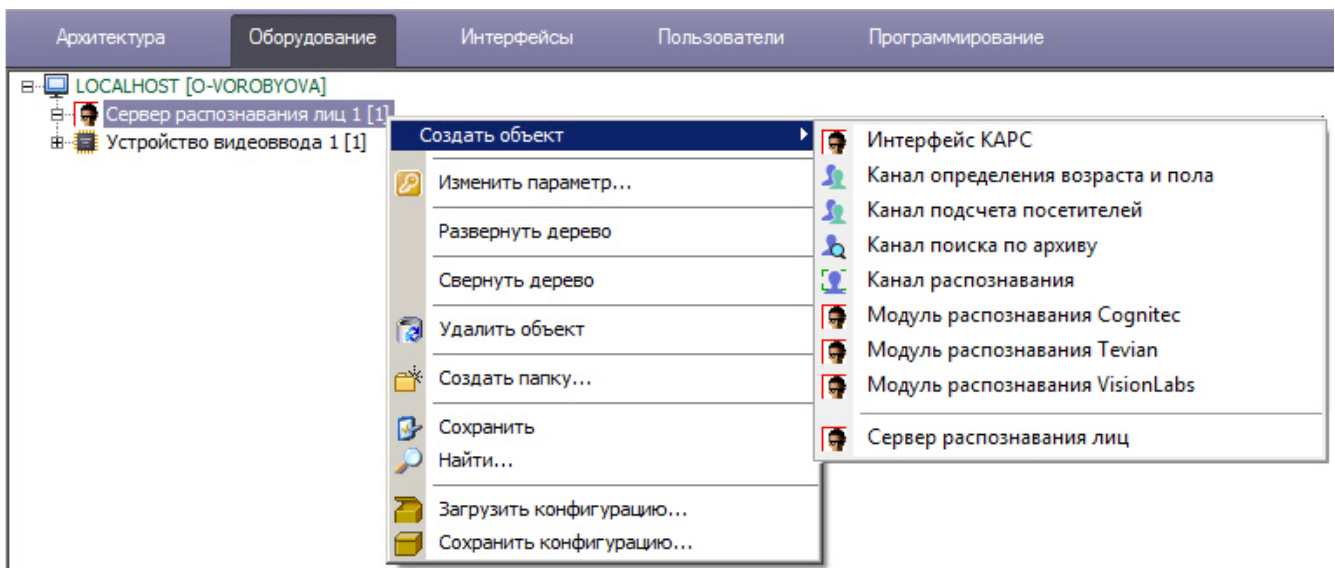 Архитектура Оборудование Интерфейсы Пользователи Программирование
LOCALHOST [O-VOROBYOVA]
Сервер распознавания лиц 1 [1]
Устройство видеоввода 1 [1]
Создать объект
Изменить параметр...
Развернуть дерево
Свернуть дерево
Удалить объект
Создать папку...
Сохранить
Найти...
Загрузить конфигурацию...
Сохранить конфигурацию...
Интерфейс КАРС
Канал определения возраста и пола
Канал подсчета посетителей
Канал поиска по архиву
Канал распознавания
Модуль распознавания Cognitec
Модуль распознавания Tevian
Модуль распознавания VisionLabs
Сервер распознавания лиц